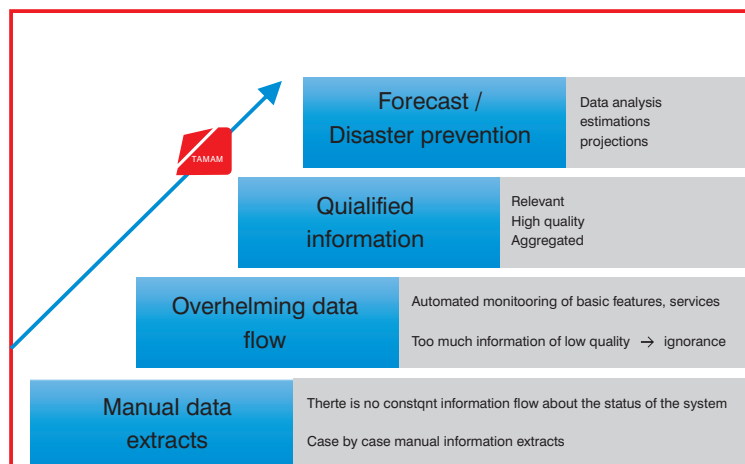 Forecast /
Disaster prevention
Data analysis
estimations
projections
TAMAM
Quialified
information
Relevant
High quality
Aggregated
Overhelming data
flow
Automated monitooring of basic features, services
Too much information of low quality → ignorance
Manual data
extracts
Therte is no constqnt information flow about the status of the system
Case by case manual information extracts